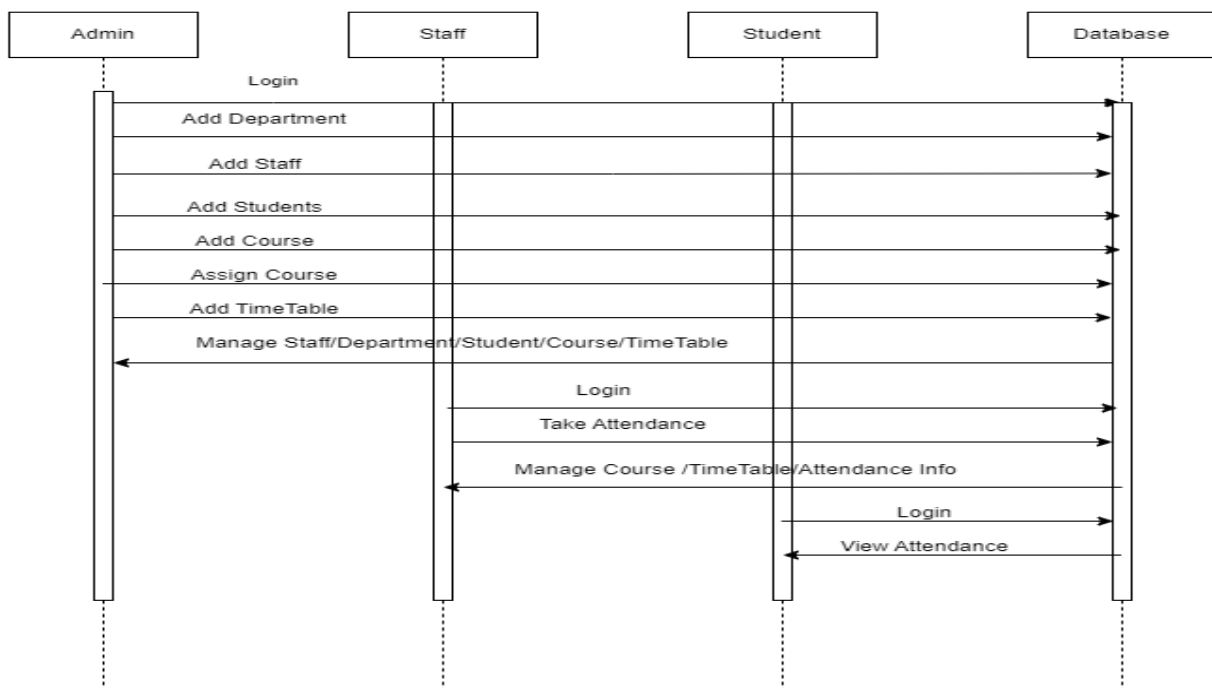 Admin
Staff
Student
Database
Login
Add Department
Add Staff
Add Students
Add Course
Assign Course
Add TimeTable
Manage Staff/Department/Student/Course/TimeTable
Login
Take Attendance
Manage Course /TimeTable/Attendance Info
Login
View Attendance